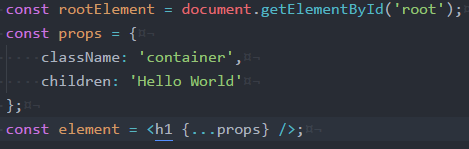 const rootElement = document.getElementById('root');
const props = {¤¬
className: 'container',¤¬
children: 'Hello World'¤¬
};¤¬
const element = <h1 {...props} />;¤¬